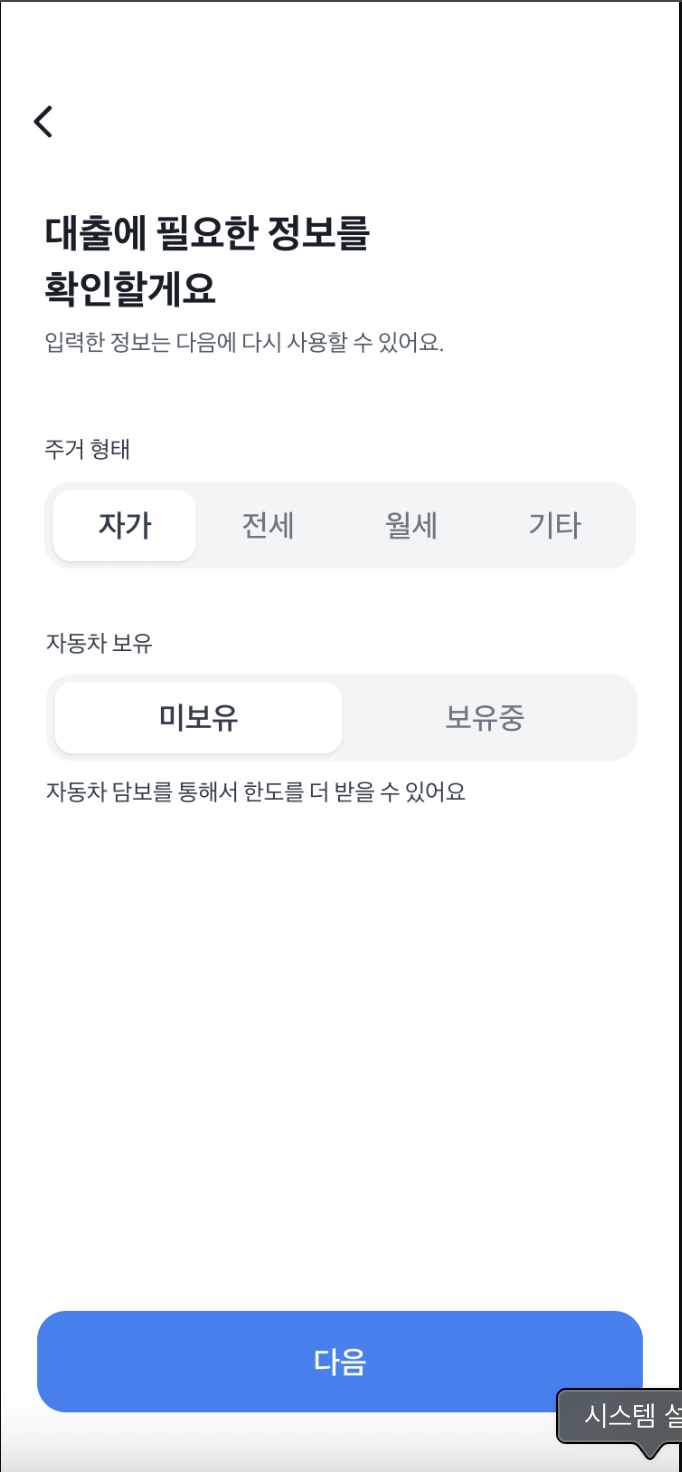 대출에 필요한 정보를
확인할게요
입력한 정보는 다음에 다시 사용할 수 있어요.
주거 형태
자가 전세 월세 기타
자동차 보유
미보유 보유중
자동차 담보를 통해서 한도를 더 받을 수 있어요
다음
시스템